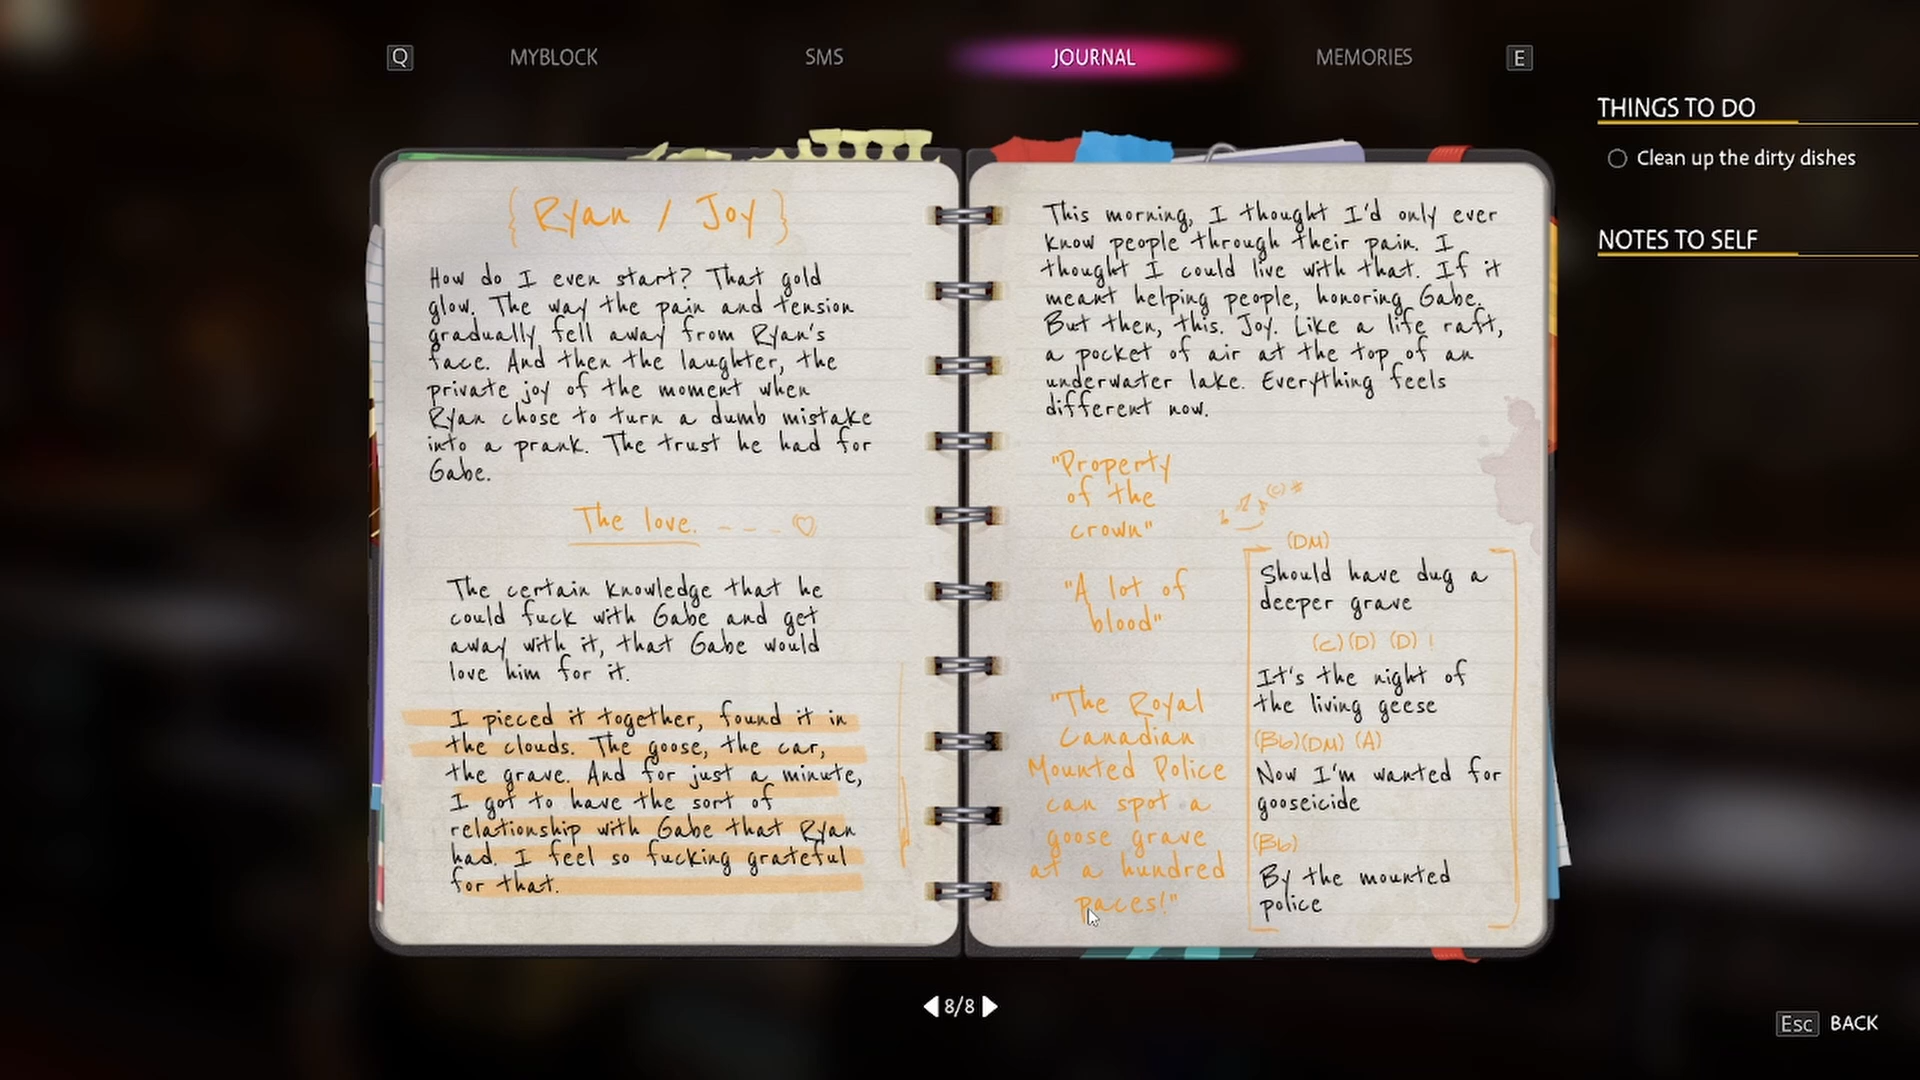 Q
MYBLOCK
SMS
JOURNAL
MEMORIES
E
THINGS TO DO
Clean up the dirty dishes
NOTES TO SELF
{Ryan / Joy}
How do I even start? That gold
glow. The way the pain and tension
gradually fell away from Ryan's
face. And then the laughter, the
private joy of the moment when
Ryan chose to turn a dumb mistake
into a prank. The trust he had for
Gabe.
The love. - - - ♡
The certain knowledge that he
could fuck with Gabe and get
away with it, that Gabe would
love him for it.
I pieced it together, found it in
the clouds. The goose, the car,
the grave. And for just a minute,
I got to have the sort of
relationship with Gabe that Ryan
had. I feel so fucking grateful
for that.
This morning, I thought I'd only ever
know people through their pain. I
thought I could live with that. If it
meant helping people, honoring Gabe.
But then, this. Joy. Like a life raft,
a pocket of air at the top of an
underwater lake. Everything feels
different now.
"Property
of the
crown"
"A lot of
blood"
"The Royal
Canadian
Mounted Police
can spot a
goose grave
at a hundred
paces!"
(C)
(DM)
Should have dug a
deeper grave
(C)(D) (D) !
It's the night of
the living geese
(Bb)(DM) (A)
Now I'm wanted for
gooseicide
(Bb)
By the mounted
police
8/8
Esc BACK